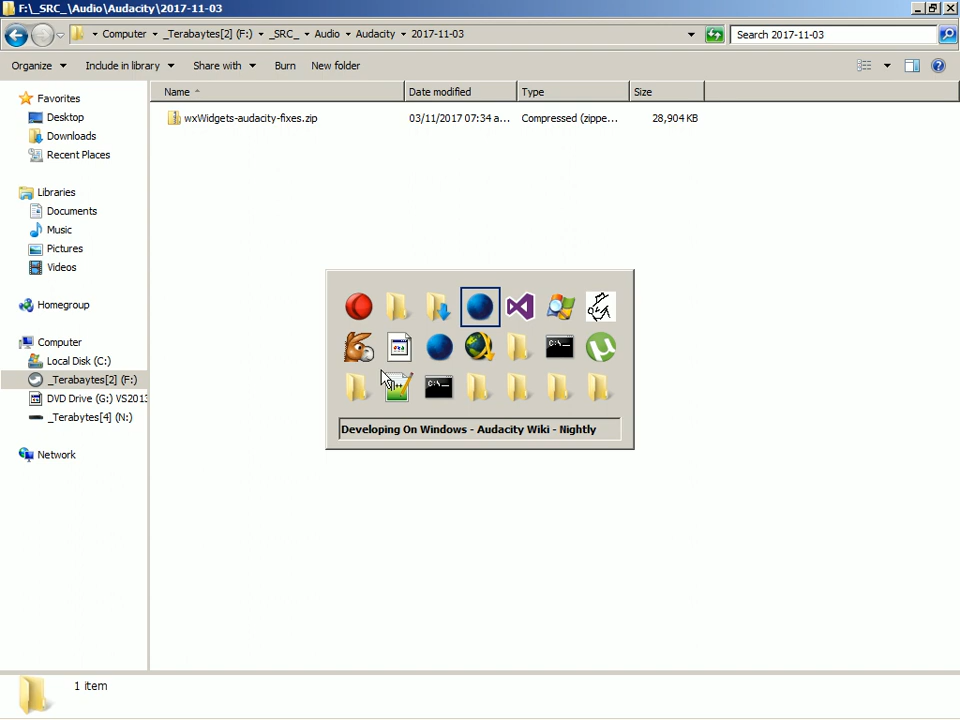 F:\_SRC_\Audio\Audacity\2017-11-03
Computer _Terabaytes[2] (F:) _SRC_ Audio Audacity 2017-11-03
Search 2017-11-03
Organize Include in library Share with Burn New folder
Name Date modified Type Size
wxWidgets-audacity-fixes.zip 03/11/2017 07:34 a... Compressed (zippe... 28,904 KB
Favorites
Desktop
Downloads
Recent Places
Libraries
Documents
Music
Pictures
Videos
Homegroup
Computer
Local Disk (C:)
_Terabaytes[2] (F:)
DVD Drive (G:) VS2013
_Terabytes[4] (N:)
Network
C:\_
C:\_
Developing On Windows - Audacity Wiki - Nightly
1 item